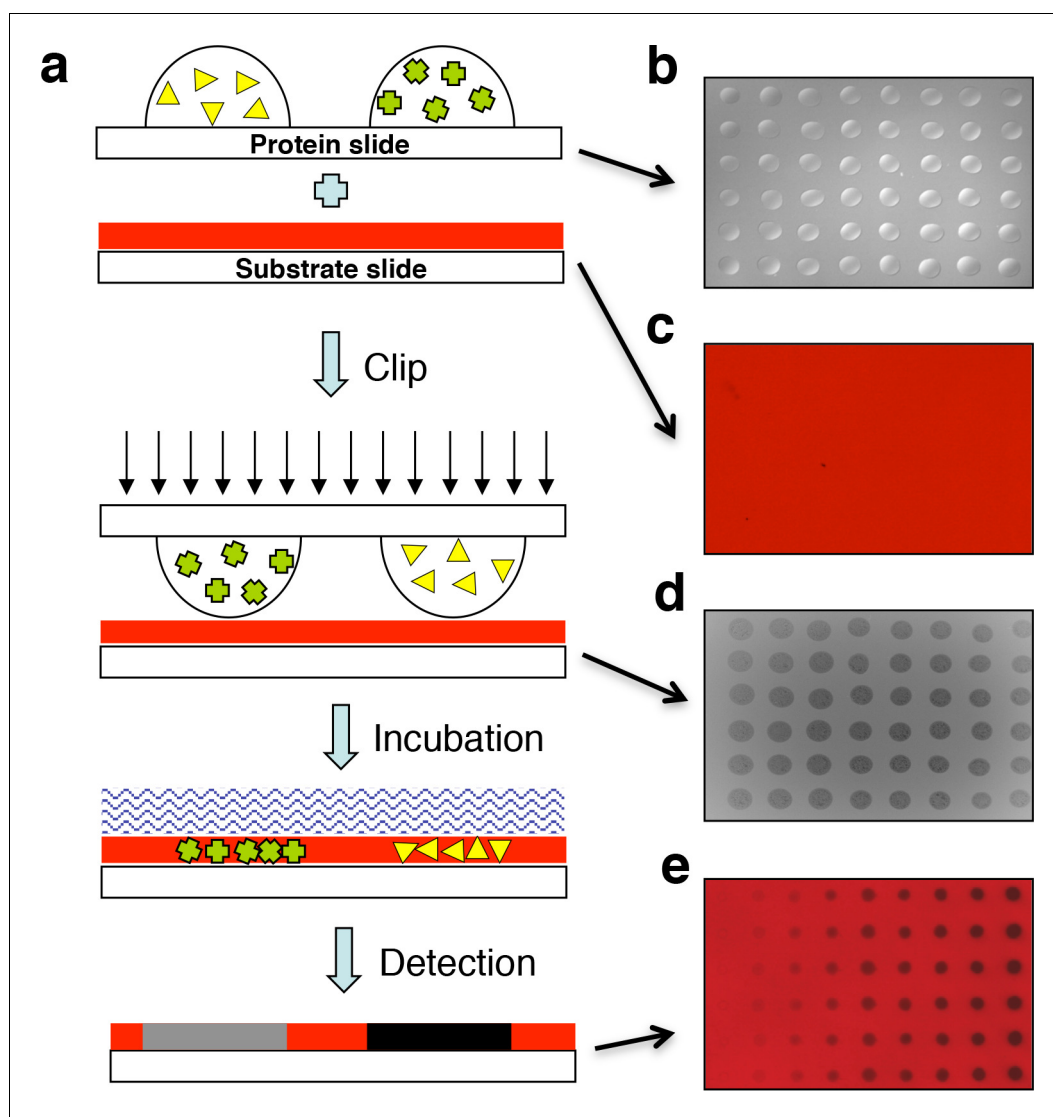 a
Protein slide
Substrate slide
Clip
Incubation
Detection
b
c
d
e